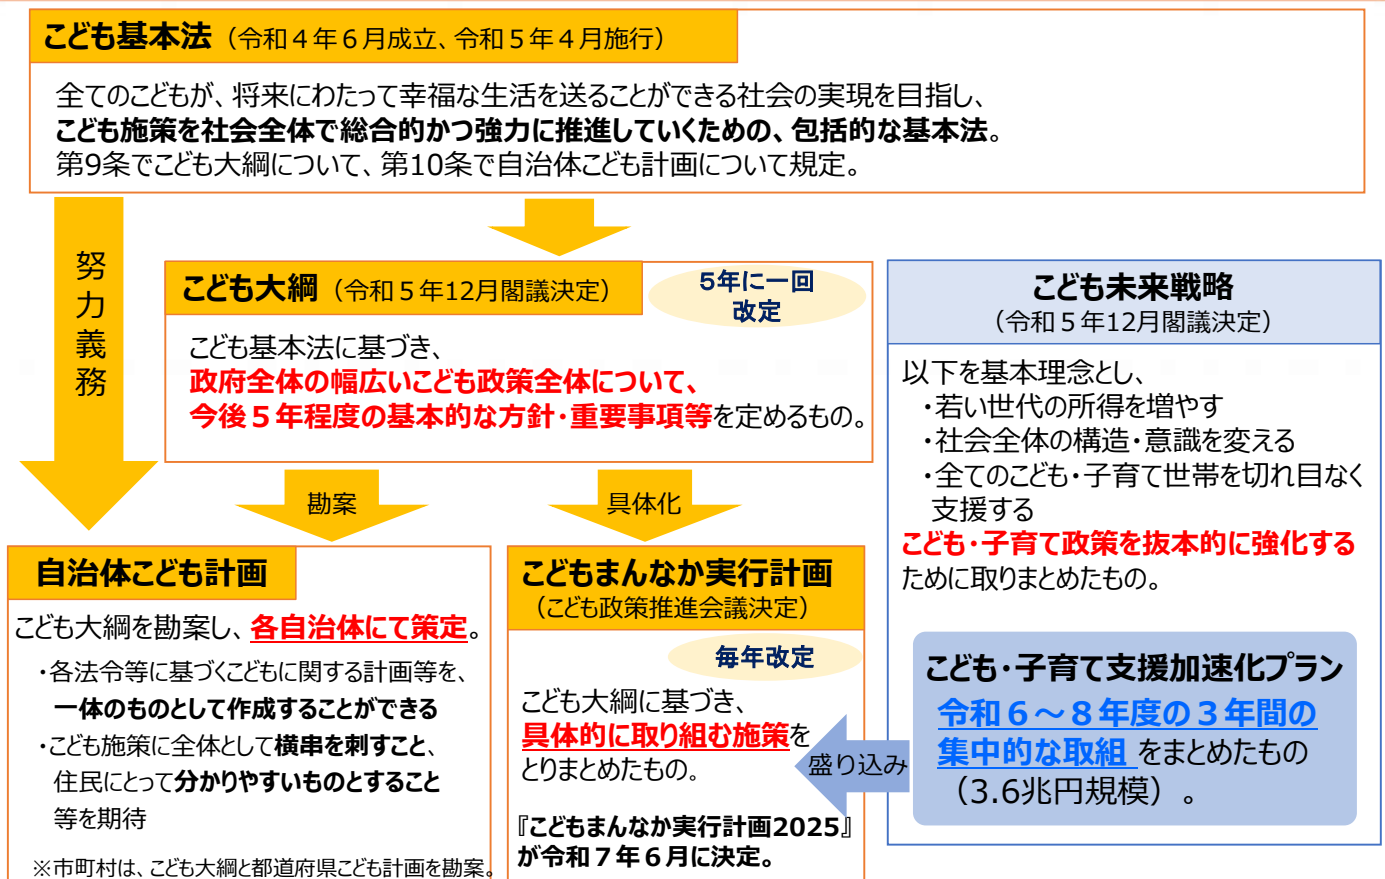 こども基本法（令和４年６月成立、令和５年４月施行）
全てのこどもが、将来にわたって幸福な生活を送ることができる社会の実現を目指し、
こども施策を社会全体で総合的かつ強力に推進していくための、包括的な基本法。
第9条でこども大綱について、第10条で自治体こども計画について規定。
努力義務
こども大綱（令和５年12月閣議決定）
５年に一回
改定
こども基本法に基づき、
政府全体の幅広いこども政策全体について、
今後５年程度の基本的な方針・重要事項等を定めるもの。
勘案
具体化
自治体こども計画
こども大綱を勘案し、各自治体にて策定。
・各法令等に基づくこどもに関する計画等を、
一体のものとして作成することができる
・こども施策に全体として横串を刺すこと、
住民にとって分かりやすいものとすること
等を期待
※市町村は、こども大綱と都道府県こども計画を勘案。
こどもまんなか実行計画
（こども政策推進会議決定）
毎年改定
こども大綱に基づき、
具体的に取り組む施策を
とりまとめたもの。
『こどもまんなか実行計画2025』
が令和７年６月に決定。
こども未来戦略
（令和５年12月閣議決定）
以下を基本理念とし、
・若い世代の所得を増やす
・社会全体の構造・意識を変える
・全てのこども・子育て世帯を切れ目なく
支援する
こども・子育て政策を抜本的に強化する
ために取りまとめたもの。
こども・子育て支援加速化プラン
令和６～８年度の３年間の
集中的な取組 をまとめたもの
（3.6兆円規模）。
盛り込み